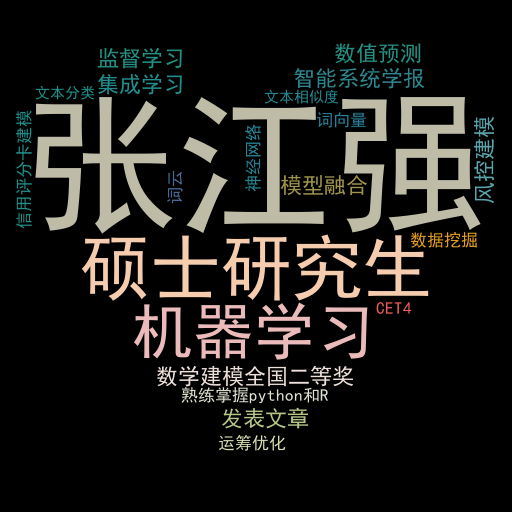 监督学习
数值预测
集成学习
智能系统学报
文本分类
文本相似度
张江强
信用评分卡建模
词云
神经网络
词向量
模型融合
风控建模
数据挖掘
硕士研究生
机器学习
CET4
数学建模全国二等奖
熟练掌握python和R
发表文章
运筹优化